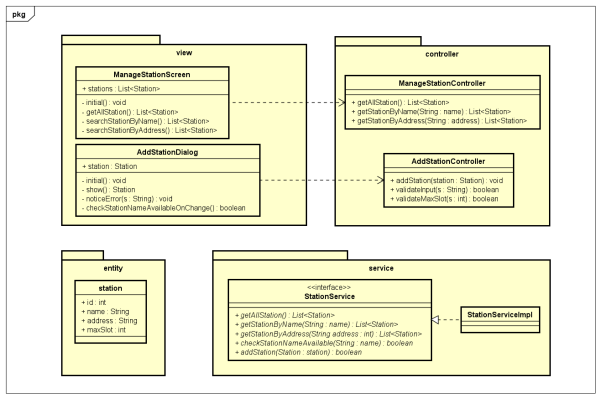 pkg
view
ManageStationScreen
+ stations : List<Station>
- initial() : void
- getAllStation() : List<Station>
- searchStationByName() : List<Station>
- searchStationByAddress() : List<Station>
AddStationDialog
+ station : Station
- initial() : void
- show() : Station
- noticeError(s : String) : void
- checkStationNameAvailableOnChange() : boolean
controller
ManageStationController
+ getAllStation() : List<Station>
+ getStationByName(String : name) : List<Station>
+ getStationByAddress(String : address) : List<Station>
AddStationController
+ addStation(station : Station) : void
+ validateInput(s : String) : boolean
+ validateMaxSlot(s : int) : boolean
entity
station
+ id : int
+ name : String
+ address : String
+ maxSlot : int
service
<<interface>>
StationService
+ getAllStation() : List<Station>
+ getStationByName(String : name) : List<Station>
+ getStationByAddress(String address : int) : List<Station>
+ checkStationNameAvailable(String : name) : boolean
+ addStation(Station : station) : boolean
StationServiceImpl